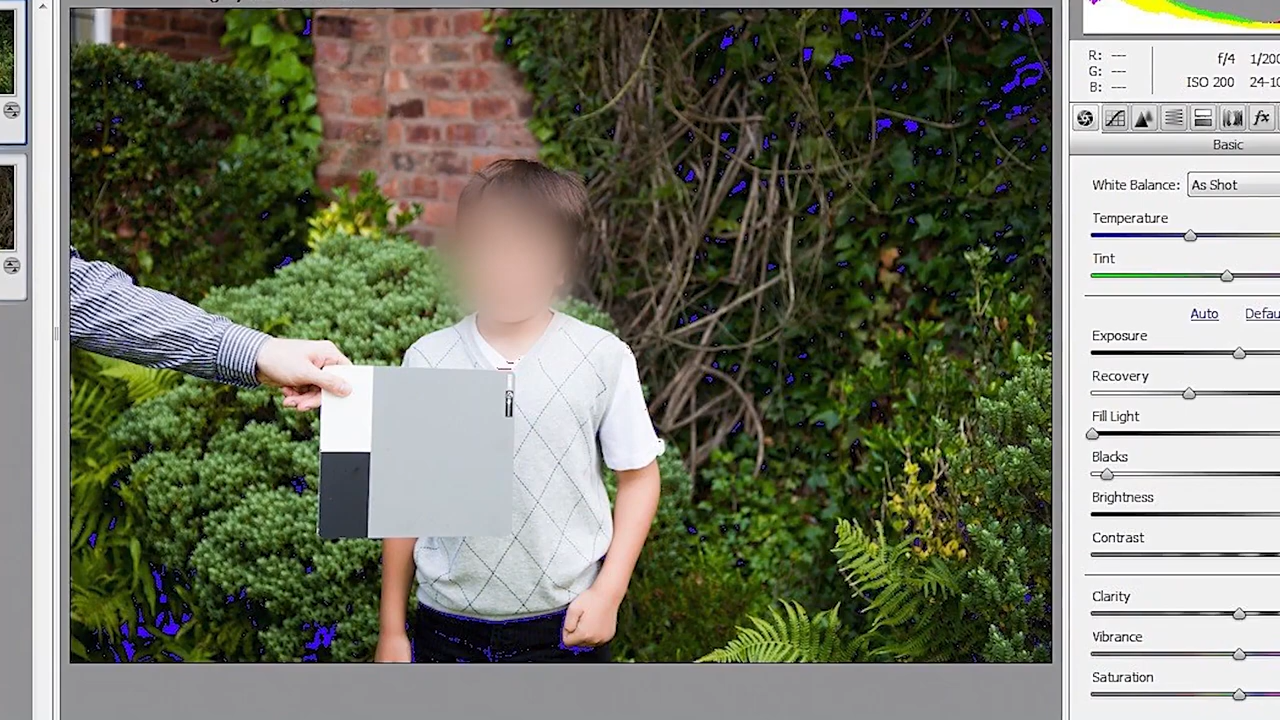 R: ---
G: ---
B: ---
f/4 1/200
ISO 200 24-10
fx
Basic
White Balance: As Shot
Temperature
Tint
Auto Defau
Exposure
Recovery
Fill Light
Blacks
Brightness
Contrast
Clarity
Vibrance
Saturation